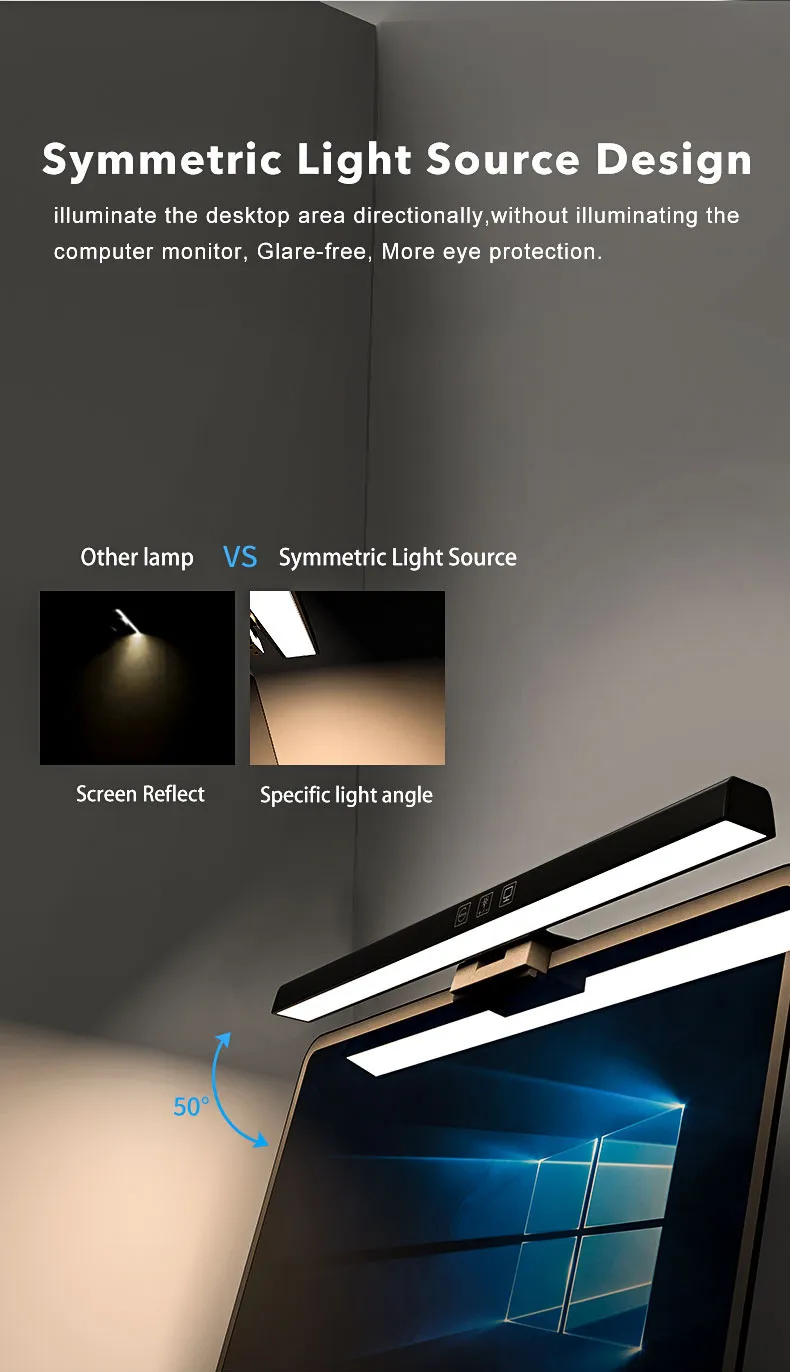 Symmetric Light Source Design
illuminate the desktop area directionally,without illuminating the
computer monitor, Glare-free, More eye protection.
Other lamp VS Symmetric Light Source
Screen Reflect
Specific light angle
50°